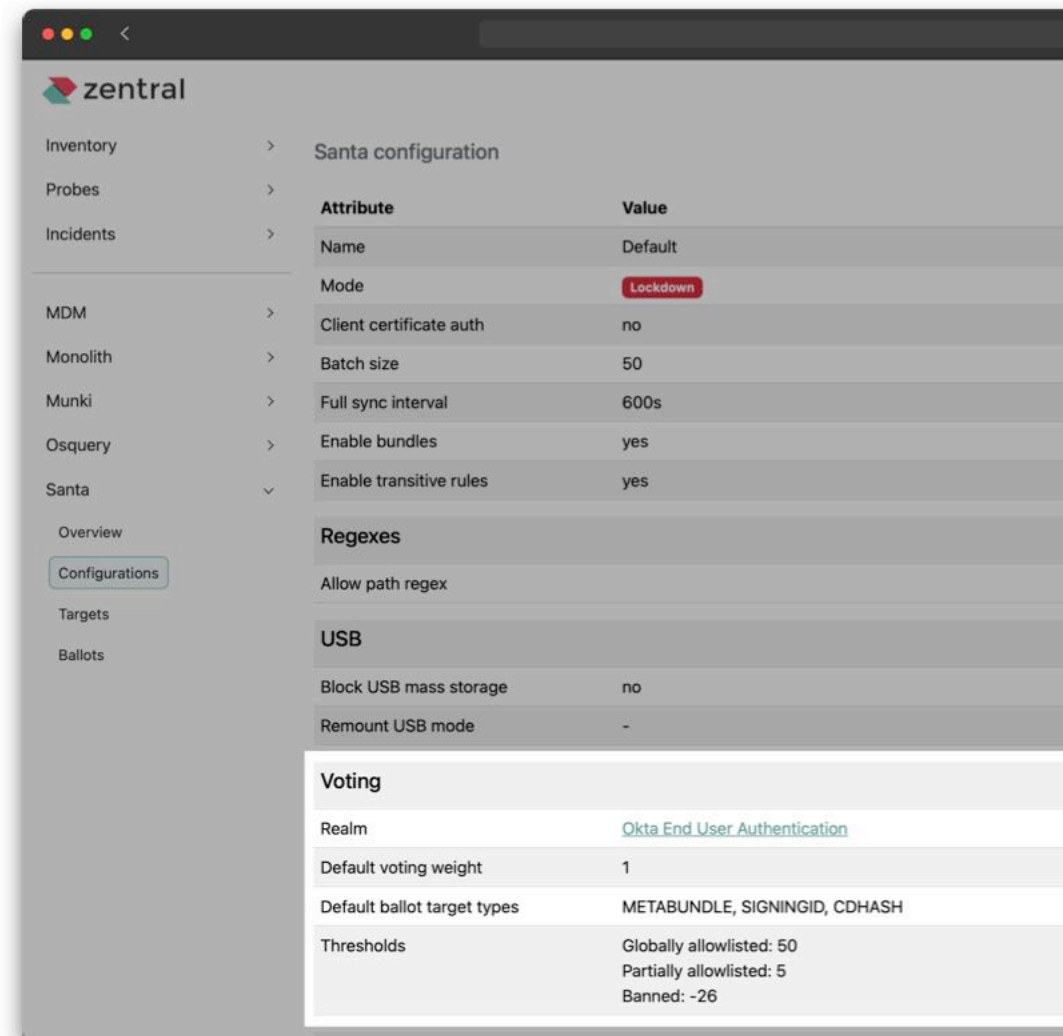 zentral
Inventory
Probes
Incidents
MDM
Monolith
Munki
Osquery
Santa
Overview
Configurations
Targets
Ballots
Santa configuration
Attribute Value
Name Default
Mode Lockdown
Client certificate auth no
Batch size 50
Full sync interval 600s
Enable bundles yes
Enable transitive rules yes
Regexes
Allow path regex
USB
Block USB mass storage no
Remount USB mode -
Voting
Realm Okta End User Authentication
Default voting weight 1
Default ballot target types METABUNDLE, SIGNINGID, CDHASH
Thresholds Globally allowlisted: 50
Partially allowlisted: 5
Banned: -26